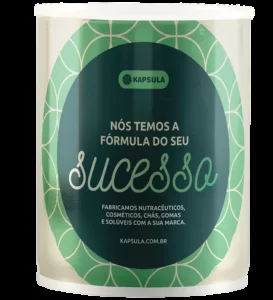 KAPSULA
NÓS TEMOS A
FÓRMULA DO SEU
sucesso
FABRICAMOS NUTRACÊUTICOS,
COSMÉTICOS, CHÁS, GOMAS
E SOLÚVEIS COM A SUA MARCA.
KAPSULA.COM.BR